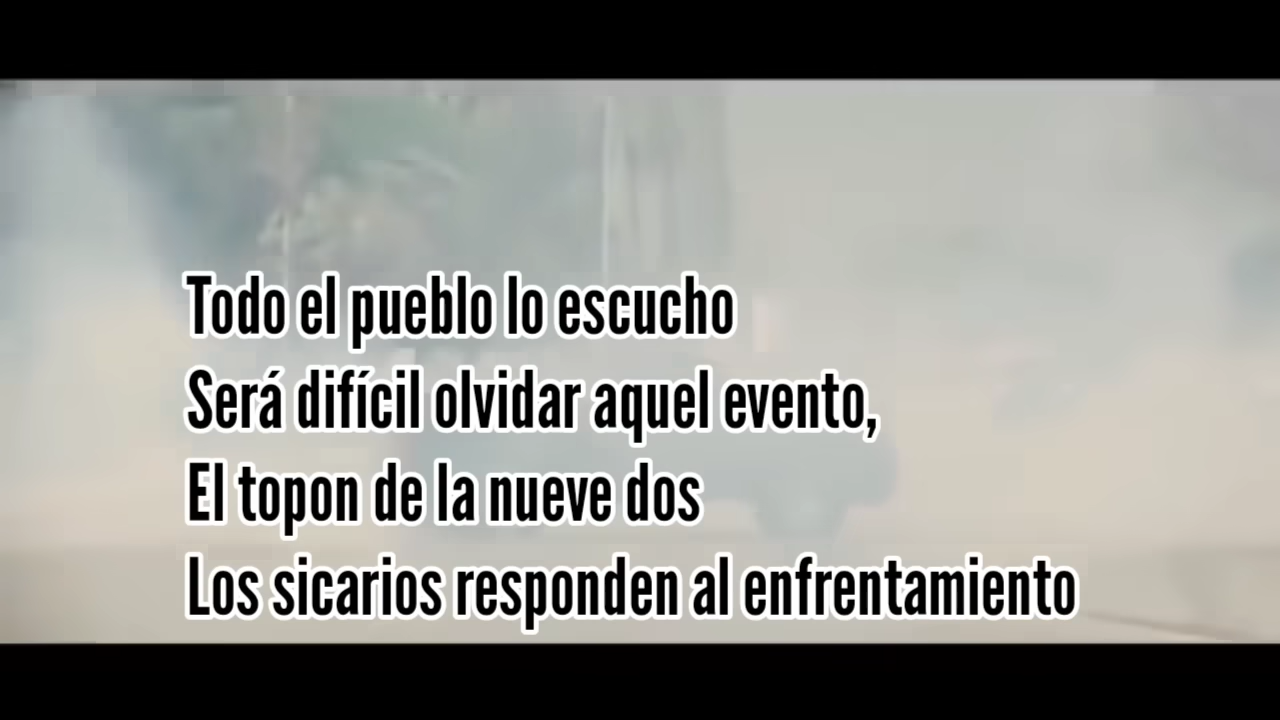 Todo el pueblo lo escucho
Será difícil olvidar aquel evento,
El topon de la nueve dos
Los sicarios responden al enfrentamiento